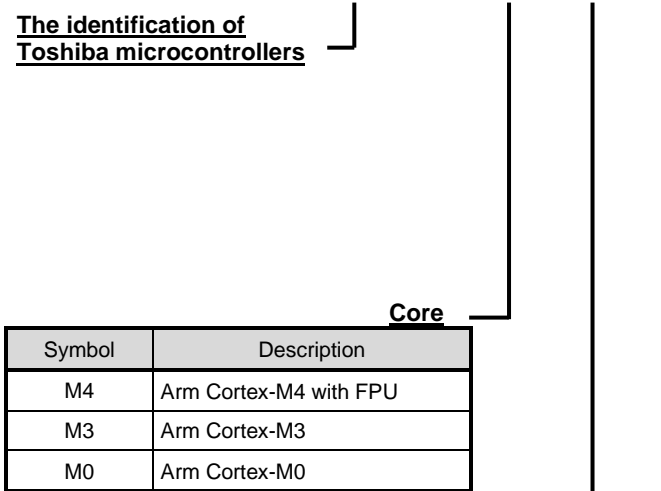 The identification of
Toshiba microcontrollers
Core
Symbol Description
M4 Arm Cortex-M4 with FPU
M3 Arm Cortex-M3
M0 Arm Cortex-M0